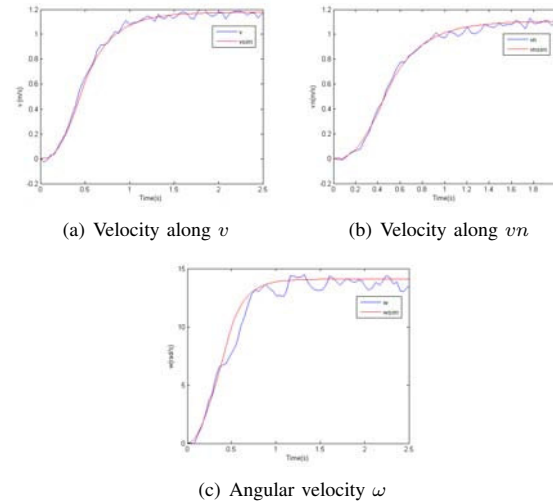 1.2
1
0.8
0.6
0.4
0.2
0
-0.2
v (m/s)
v
vsim
0 0.5 1 1.5 2 2.5
Time(s)
(a) Velocity along v
1.2
1
0.8
0.6
0.4
0.2
0
-0.2
vn(m/s)
0 0.2 0.4 0.6 0.8 1 1.2 1.4 1.6 1.8
Time(s)
(b) Velocity along vn
15
10
5
0
w(rad/s)
w
wsim
0 0.5 1 1.5 2 2.5
Time(s)
(c) Angular velocity ω